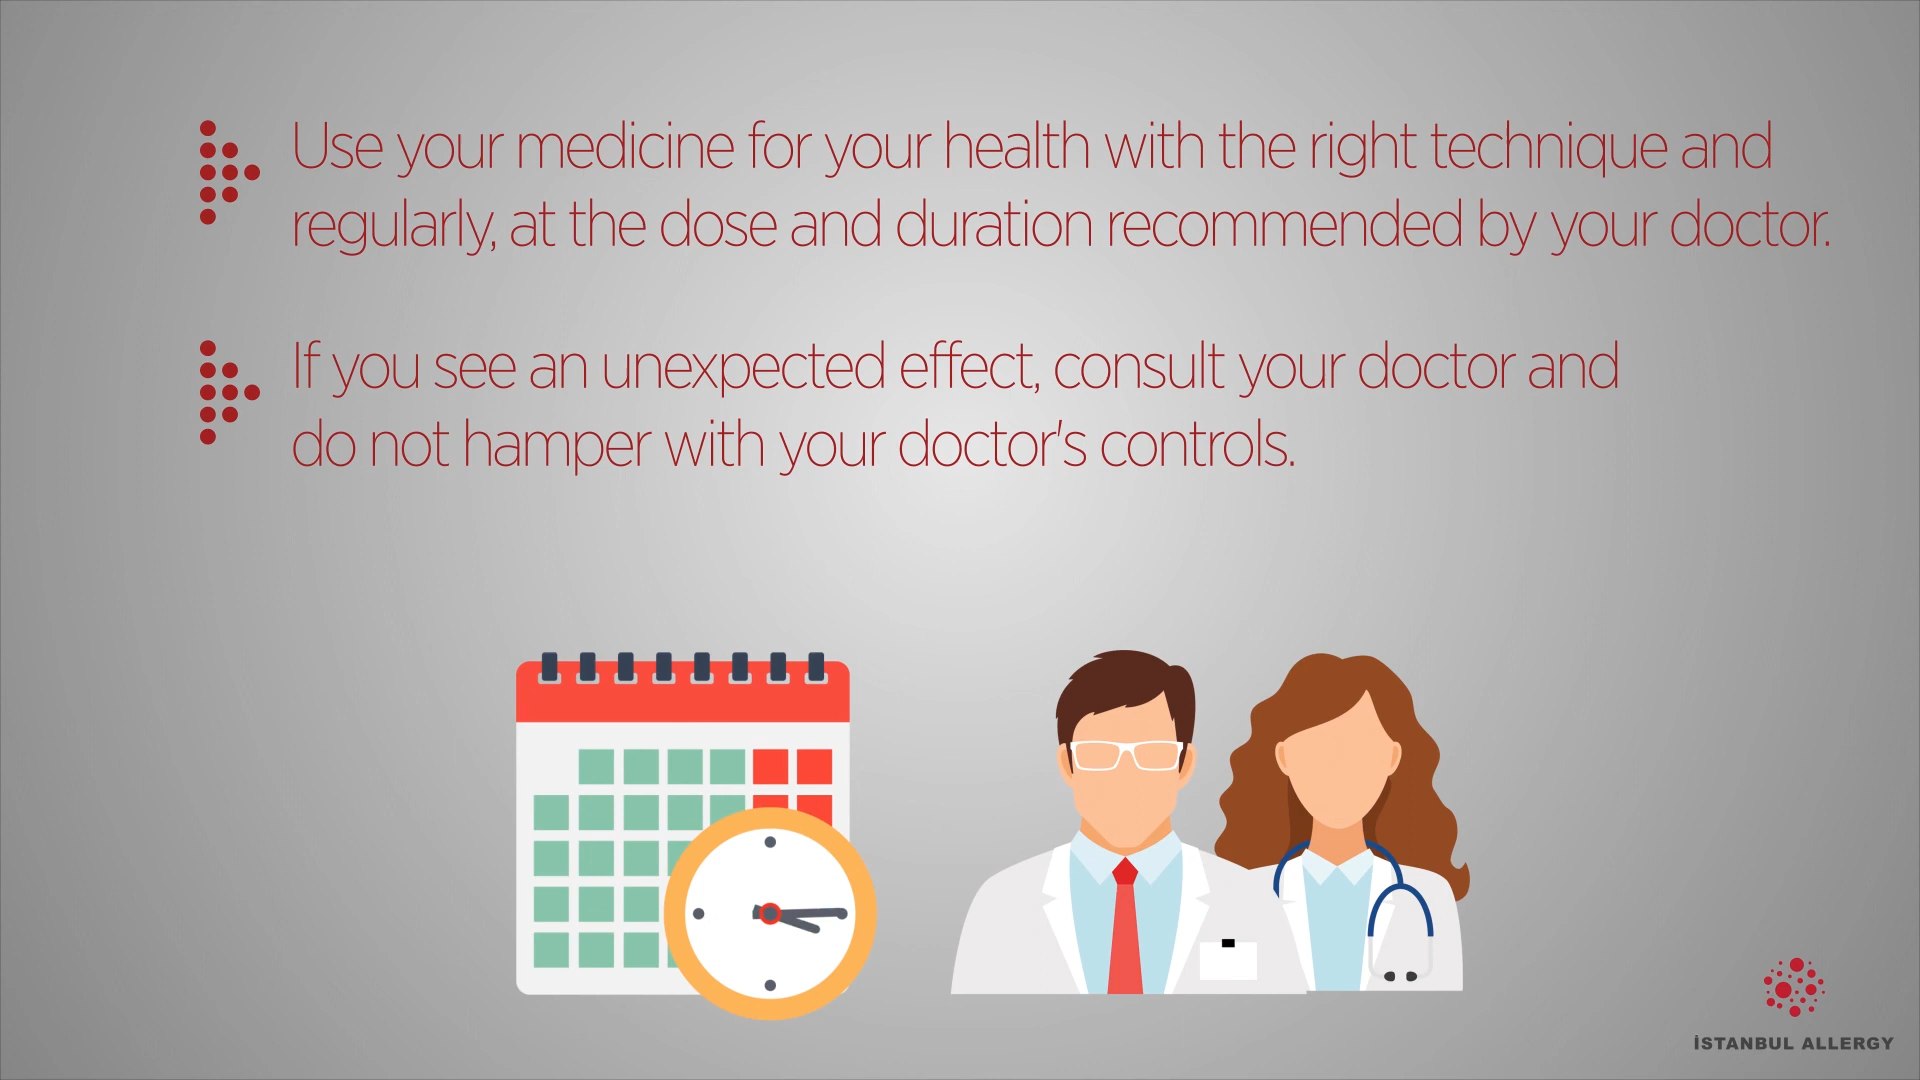 Use your medicine for your health with the right technique and
regularly, at the dose and duration recommended by your doctor.
If you see an unexpected effect, consult your doctor and
do not hamper with your doctor's controls.
İSTANBUL ALLERGY